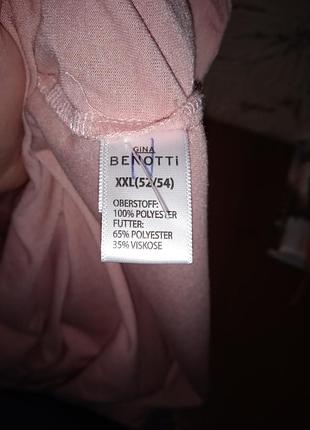 GiNA
BENOTTi
XXL(52/54)
OBERSTOFF:
100% POLYESTER
FUTTER:
65% POLYESTER
35% VISKOSE